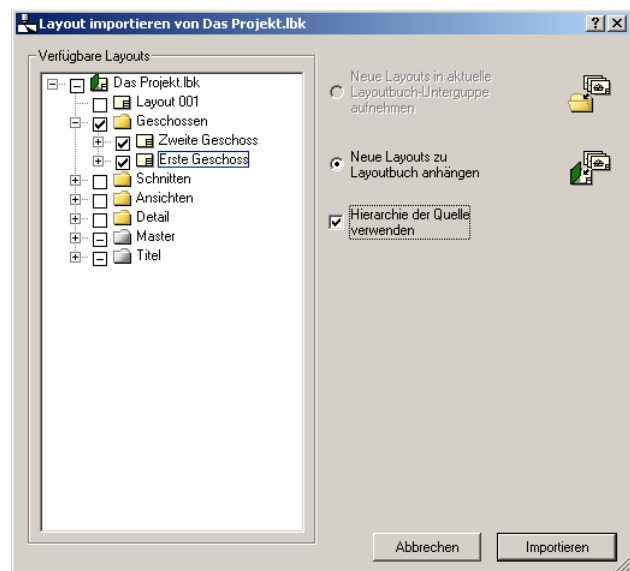 Layout importieren von Das Projekt.lbk
Verfügbare Layouts
Das Projekt.lbk
Layout 001
Geschossen
Zweite Geschoss
Erste Geschoss
Schnitten
Ansichten
Detail
Master
Titel
Neue Layouts in aktuelle
Layoutbuch-Unterguppe
aufnehmen
Neue Layouts zu
Layoutbuch anhängen
Hierarchie der Quelle
verwenden
Abbrechen
Importieren